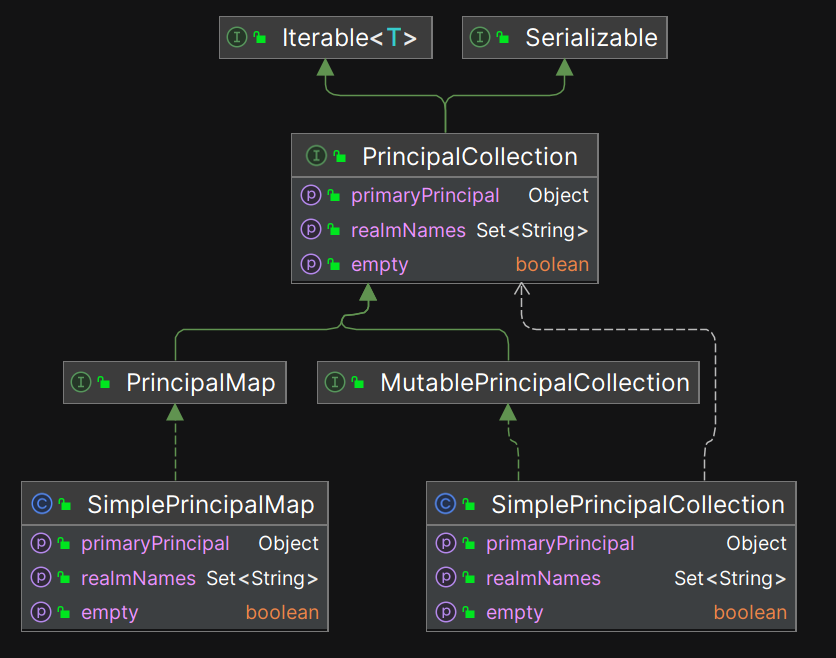 I Iterable<T>
I Serializable
I PrincipalCollection
p primaryPrincipal Object
p realmNames Set<String>
p empty boolean
I PrincipalMap
I MutablePrincipalCollection
C SimplePrincipalMap
p primaryPrincipal Object
p realmNames Set<String>
p empty boolean
C SimplePrincipalCollection
p primaryPrincipal Object
p realmNames Set<String>
p empty boolean